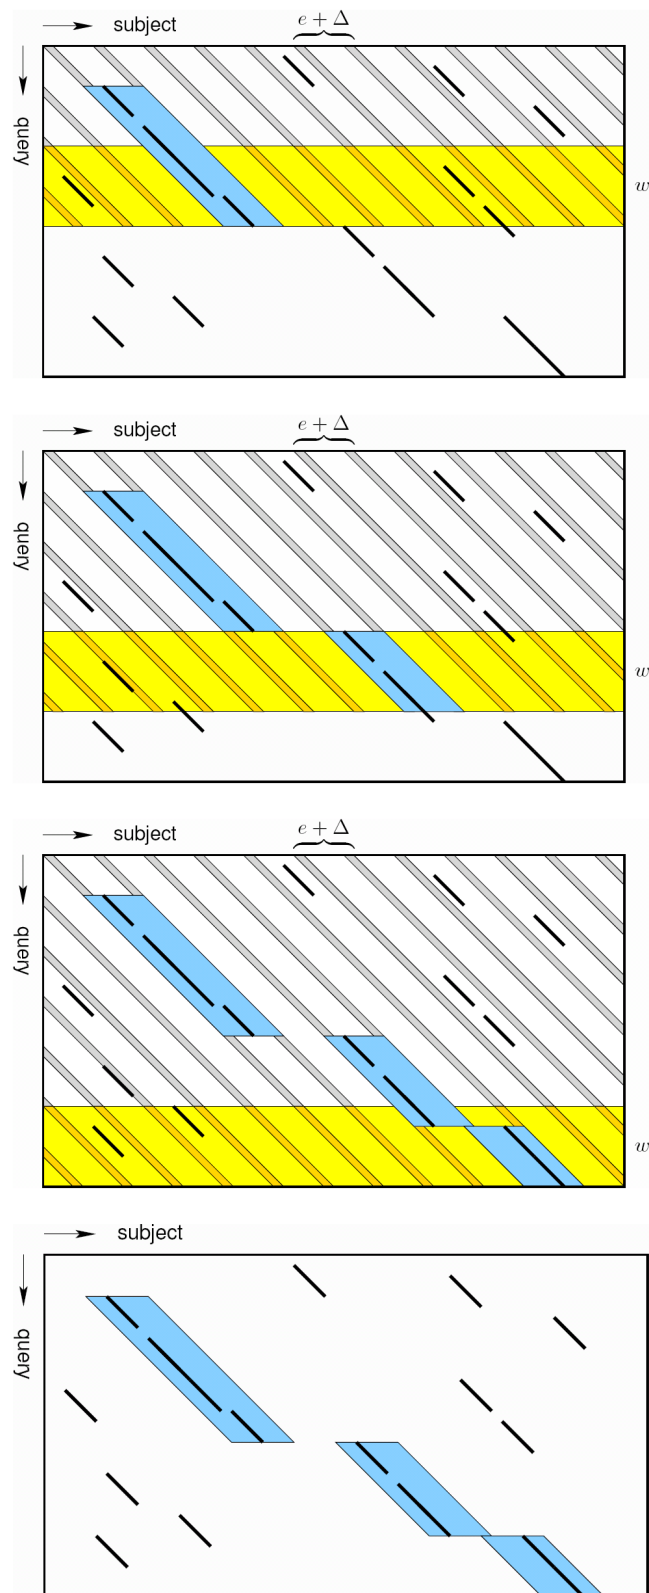 subject
e + Δ
query
w
subject
e + Δ
query
w
subject
e + Δ
query
w
subject
query